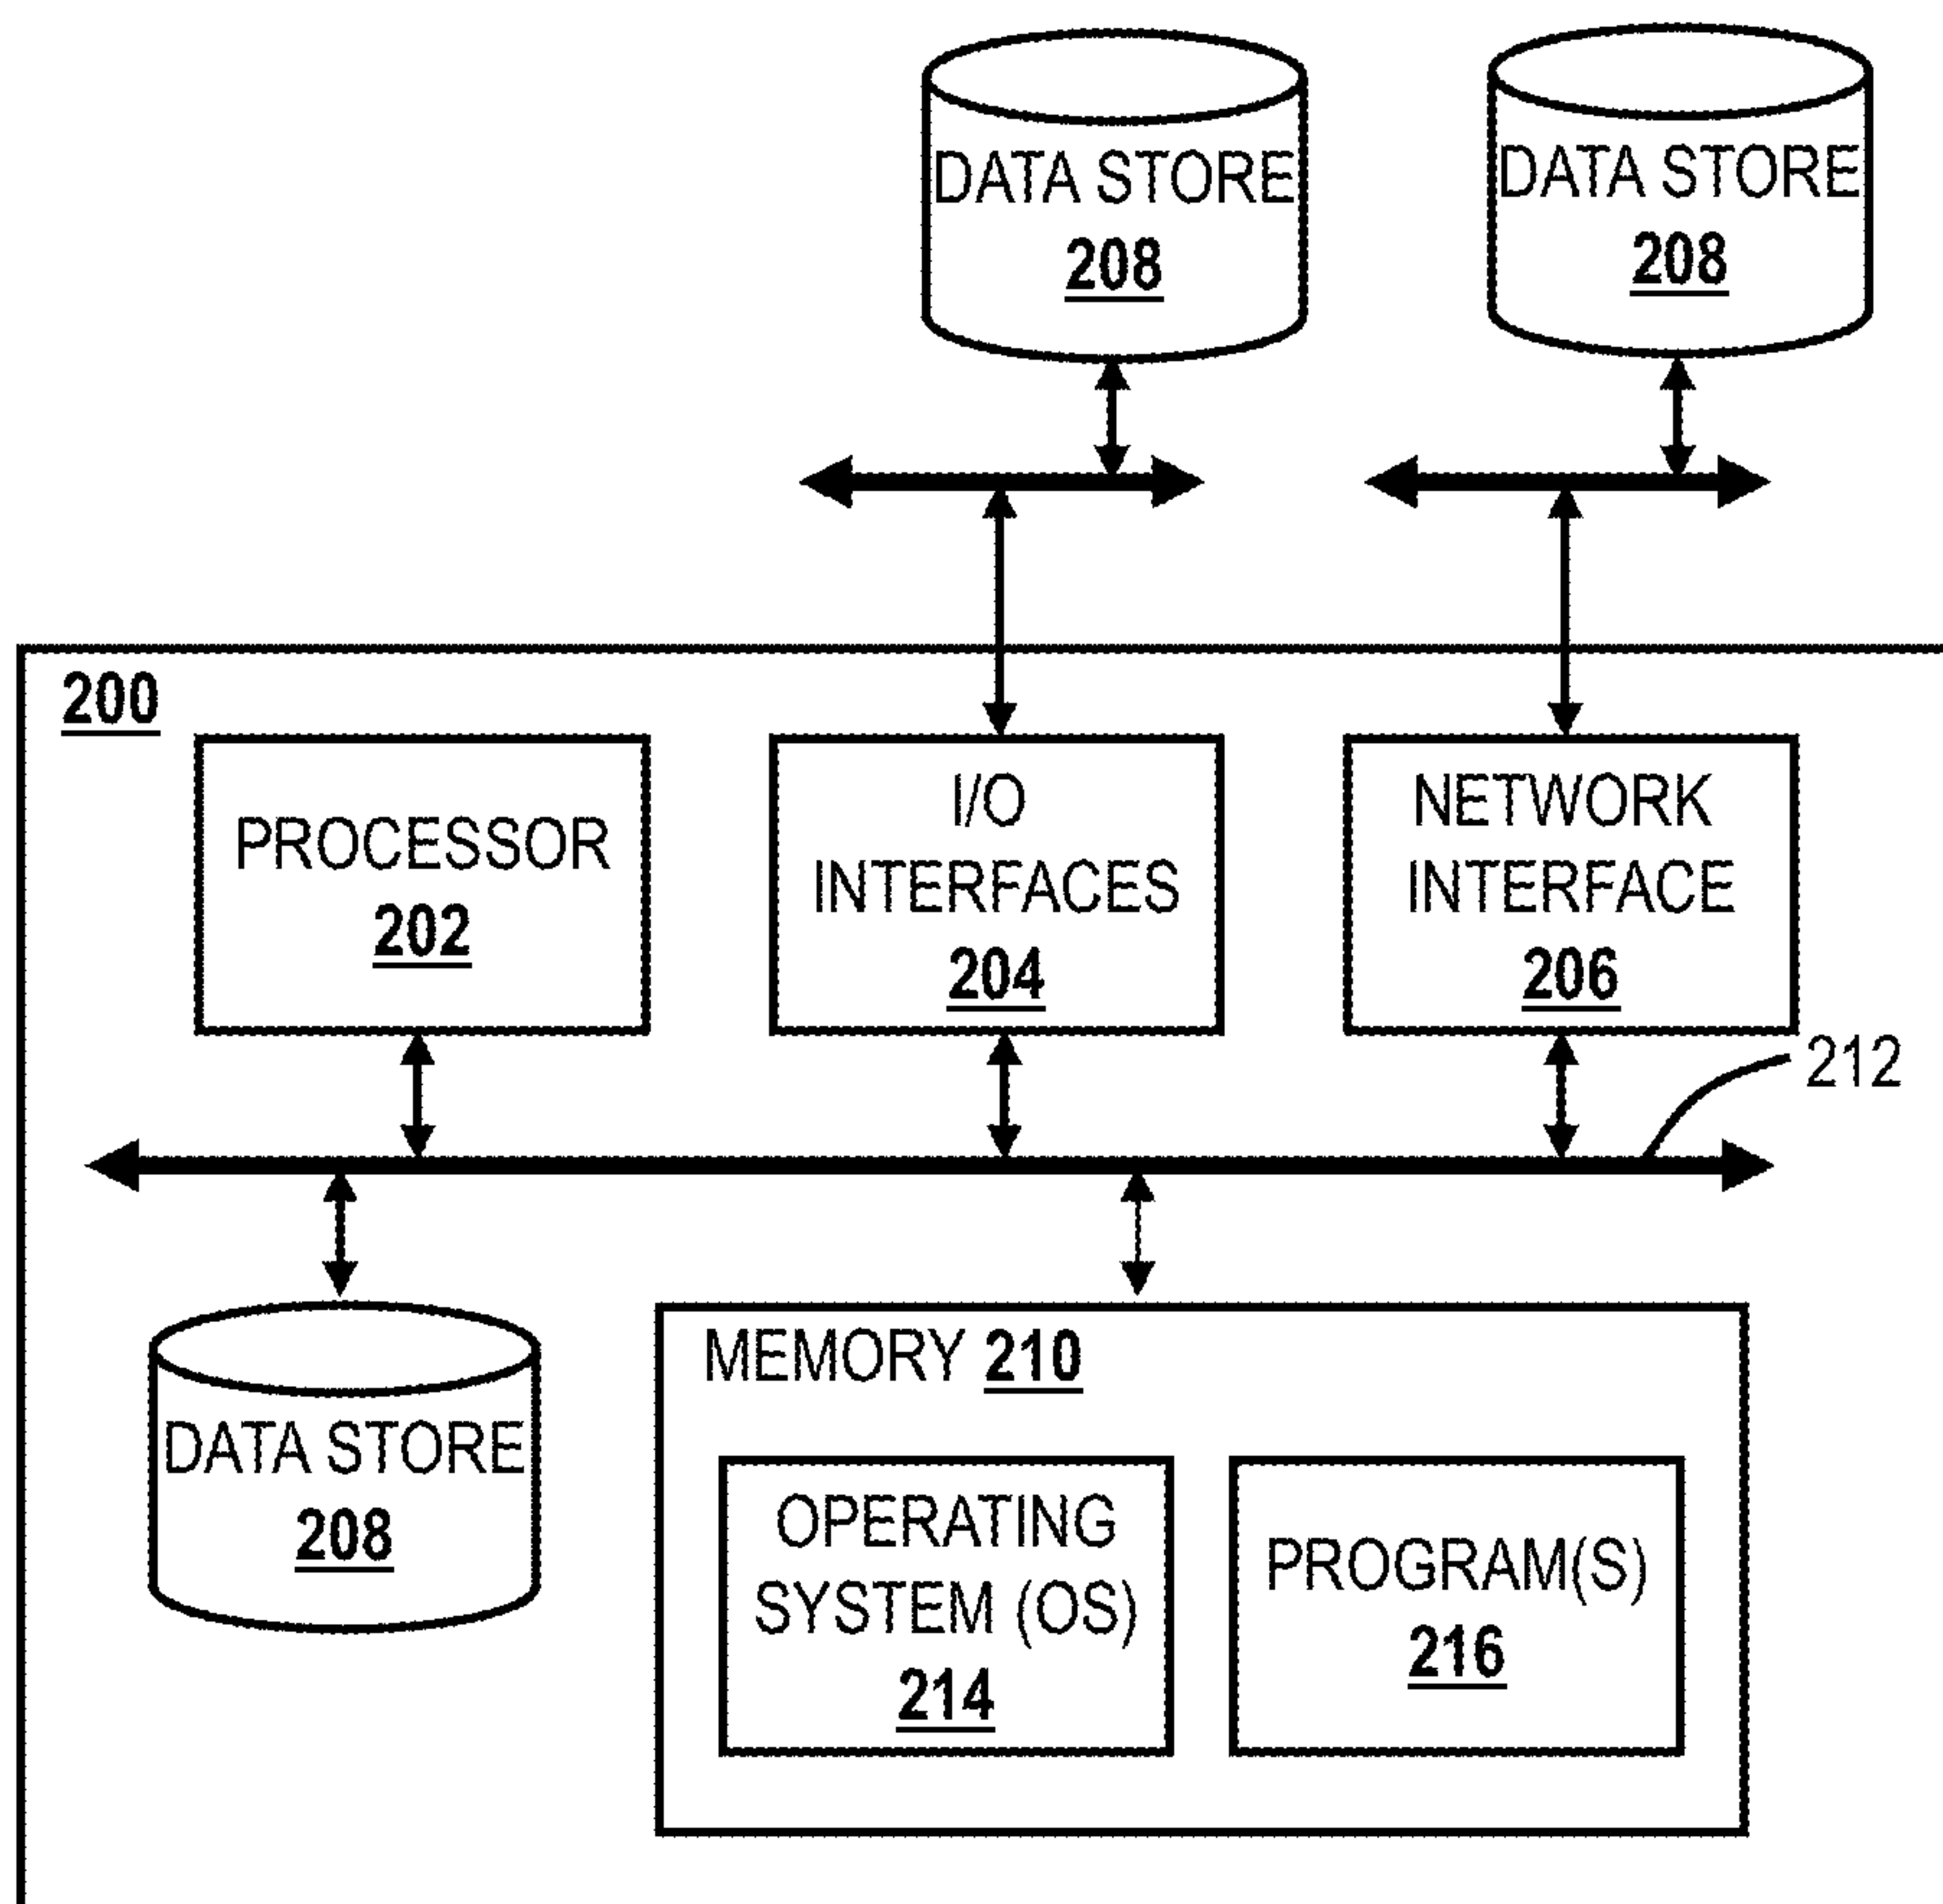 DATA STORE
208
DATA STORE
208
200
PROCESSOR
202
I/O
INTERFACES
204
NETWORK
INTERFACE
206
212
DATA STORE
208
MEMORY 210
OPERATING
SYSTEM (OS)
214
PROGRAM(S)
216